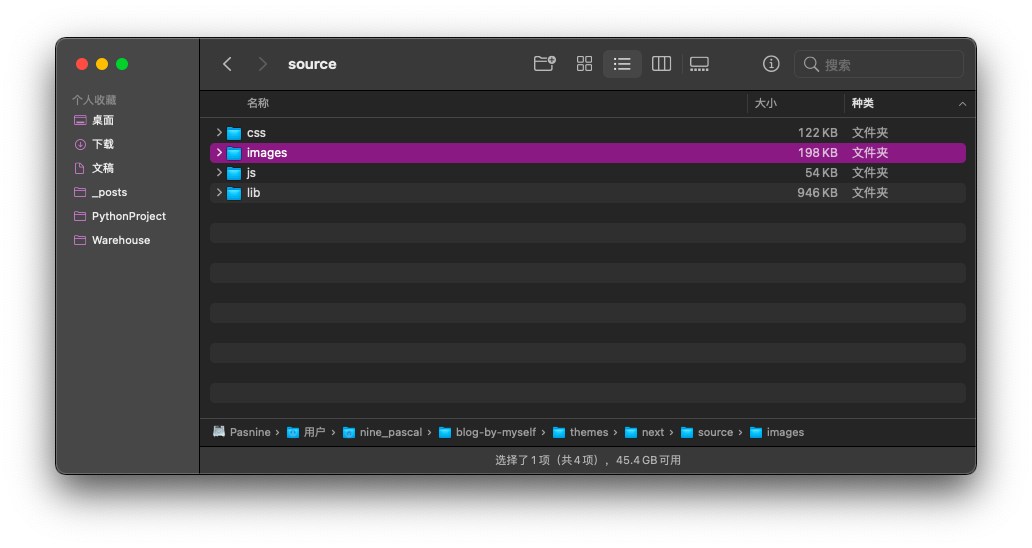 source
搜索
个人收藏
桌面
下载
文稿
_posts
PythonProject
Warehouse
名称 大小 种类
css 122 KB 文件夹
images 198 KB 文件夹
js 54 KB 文件夹
lib 946 KB 文件夹
Pasnine › 用户 › nine_pascal › blog-by-myself › themes › next › source › images
选择了1项（共4项），45.4 GB 可用